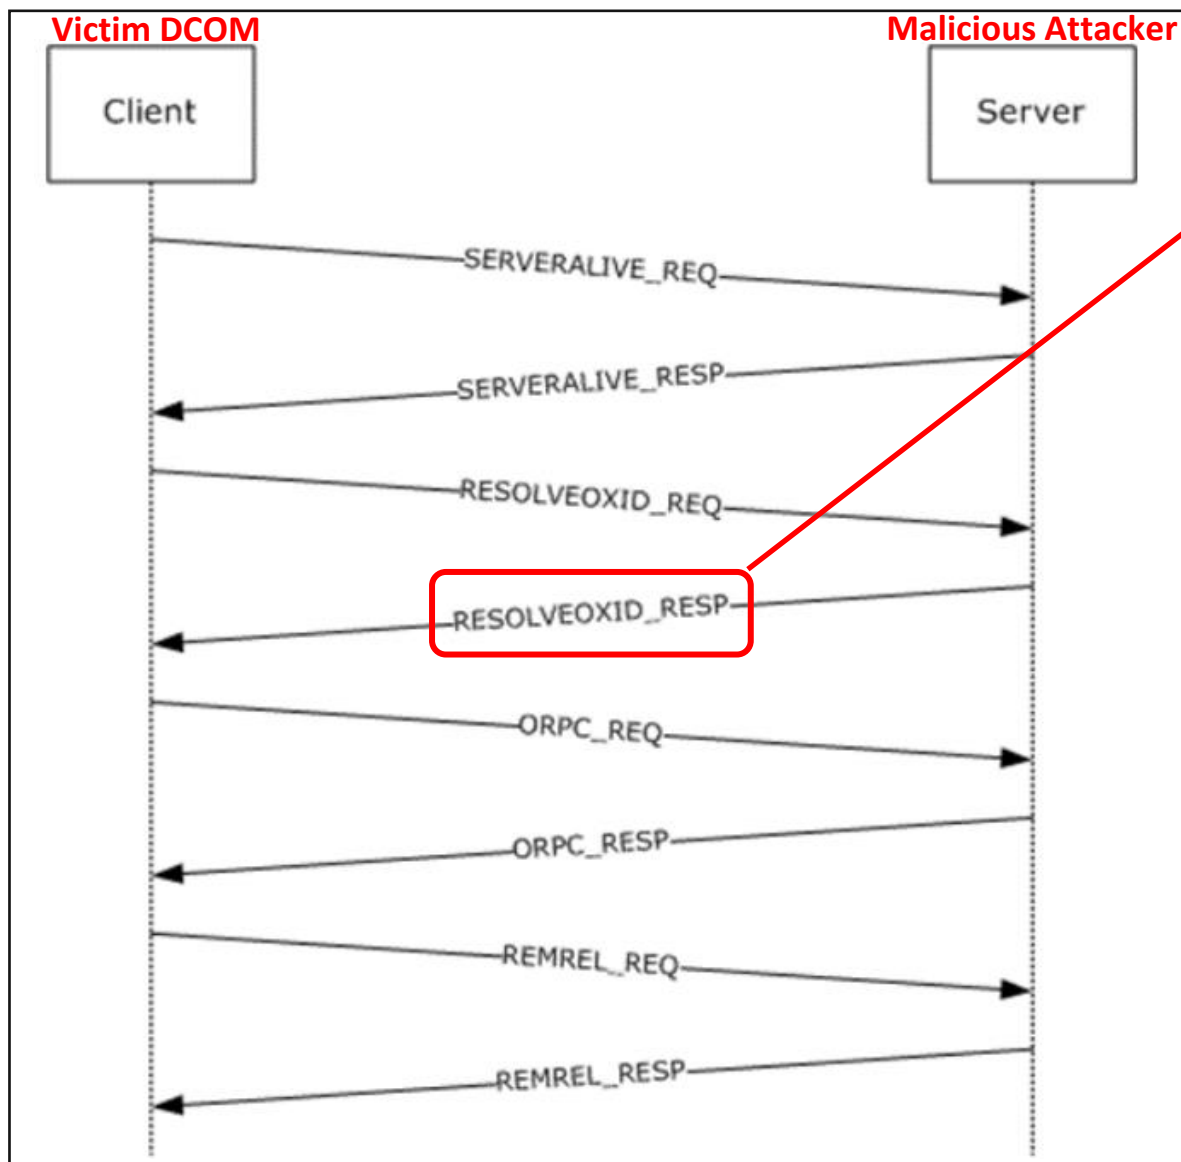 Victim DCOM
Malicious Attacker
Client
Server
SERVERALIVE_REQ
SERVERALIVE_RESP
RESOLVEOXID_REQ
RESOLVEOXID_RESP
ORPC_REQ
ORPC_RESP
REMREL_REQ
REMREL_RESP